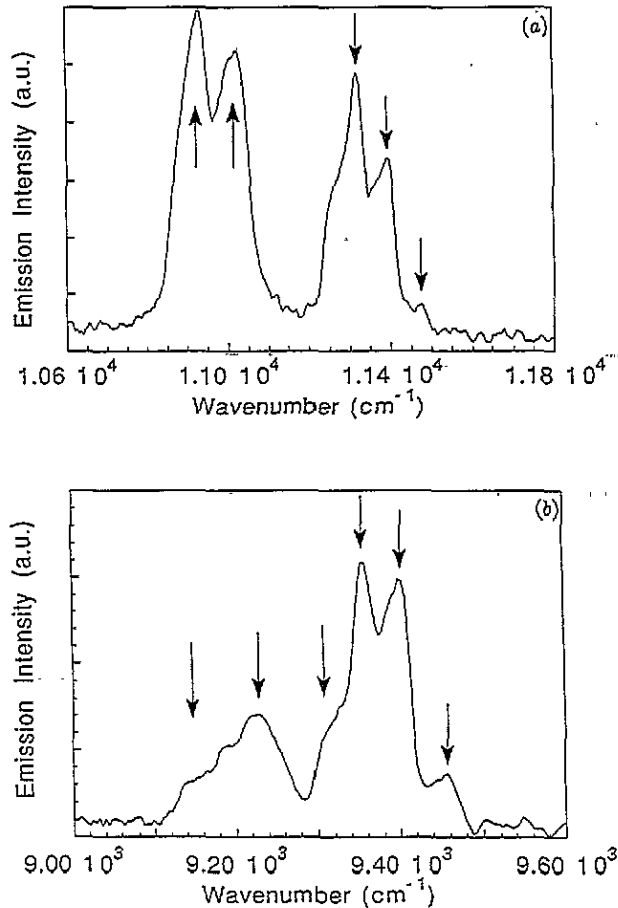 (a)
Emission Intensity (a.u.)
1.06 10⁴ 1.10 10⁴ 1.14 10⁴ 1.18 10⁴
Wavenumber (cm⁻¹)
(b)
Emission Intensity (a.u.)
9.00 10³ 9.20 10³ 9.40 10³ 9.60 10³
Wavenumber (cm⁻¹)